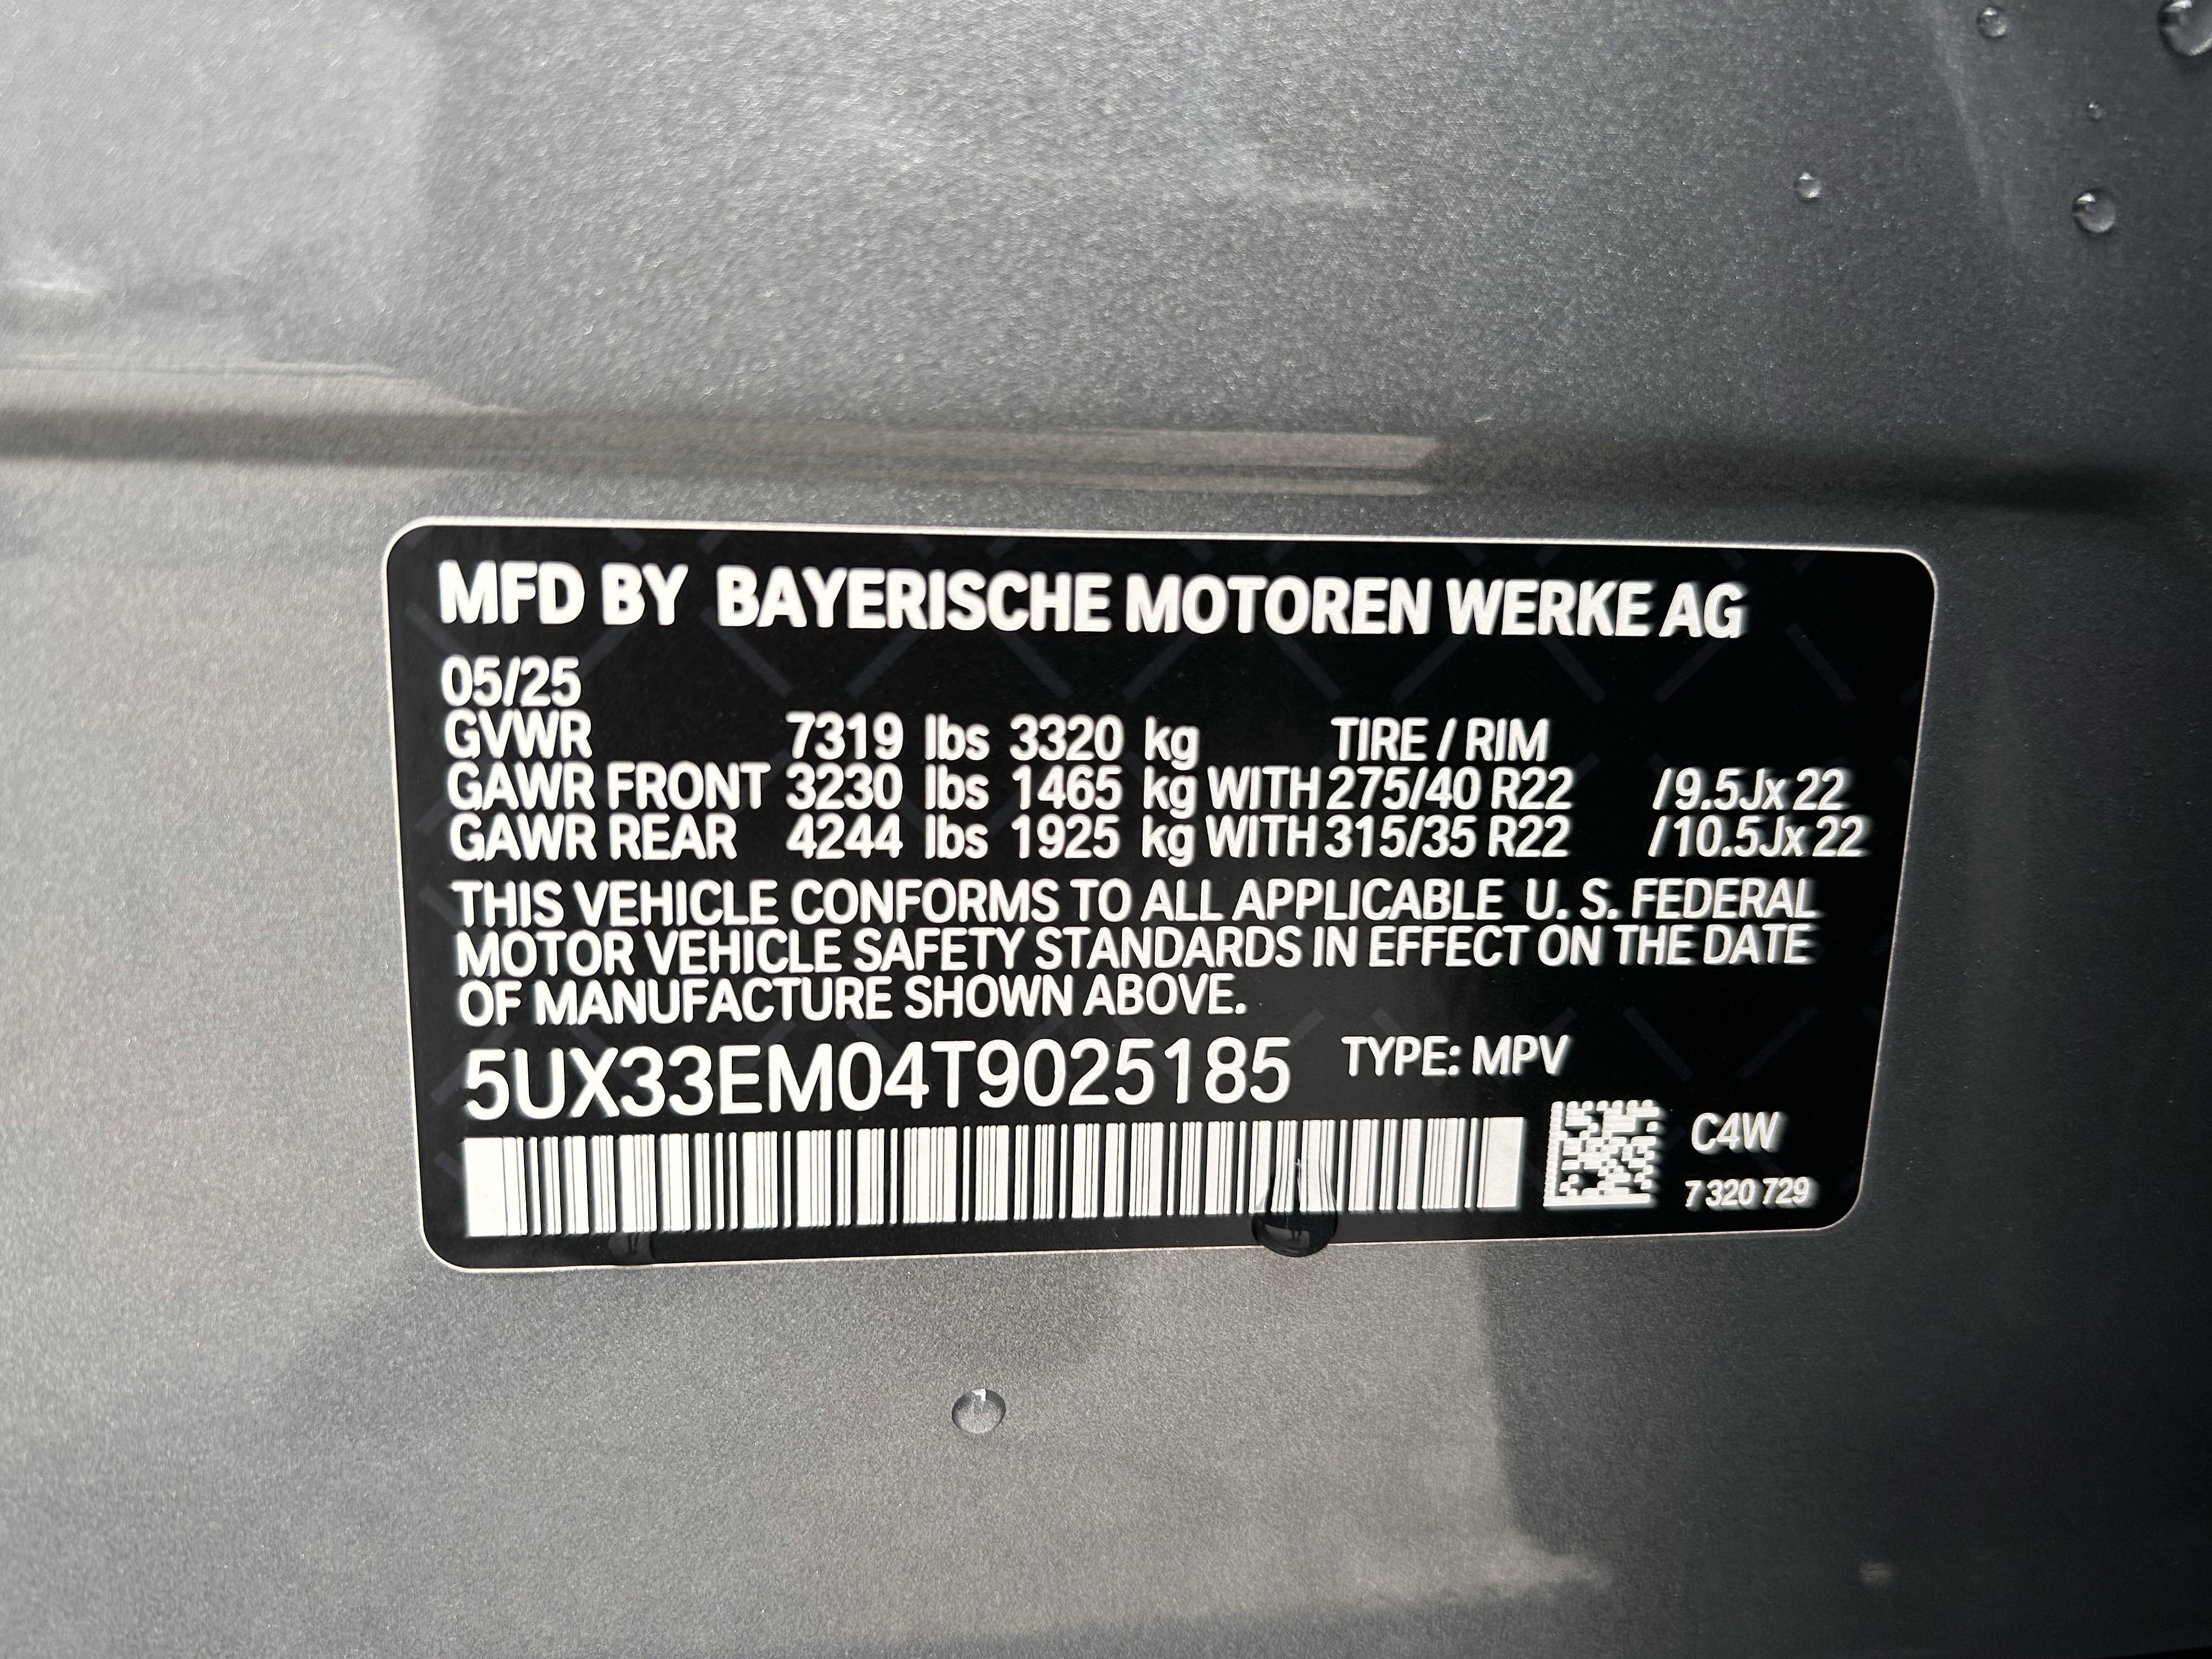 MFD BY BAYERISCHE MOTOREN WERKE AG
05/25
GVWR 7319 lbs 3320 kg TIRE / RIM
GAWR FRONT 3230 lbs 1465 kg WITH 275/40 R22 /9.5Jx22
GAWR REAR 4244 lbs 1925 kg WITH 315/35 R22 /10.5Jx22
THIS VEHICLE CONFORMS TO ALL APPLICABLE U. S. FEDERAL
MOTOR VEHICLE SAFETY STANDARDS IN EFFECT ON THE DATE
OF MANUFACTURE SHOWN ABOVE.
5UX33EM04T9025185 TYPE: MPV
C4W
7 320 729